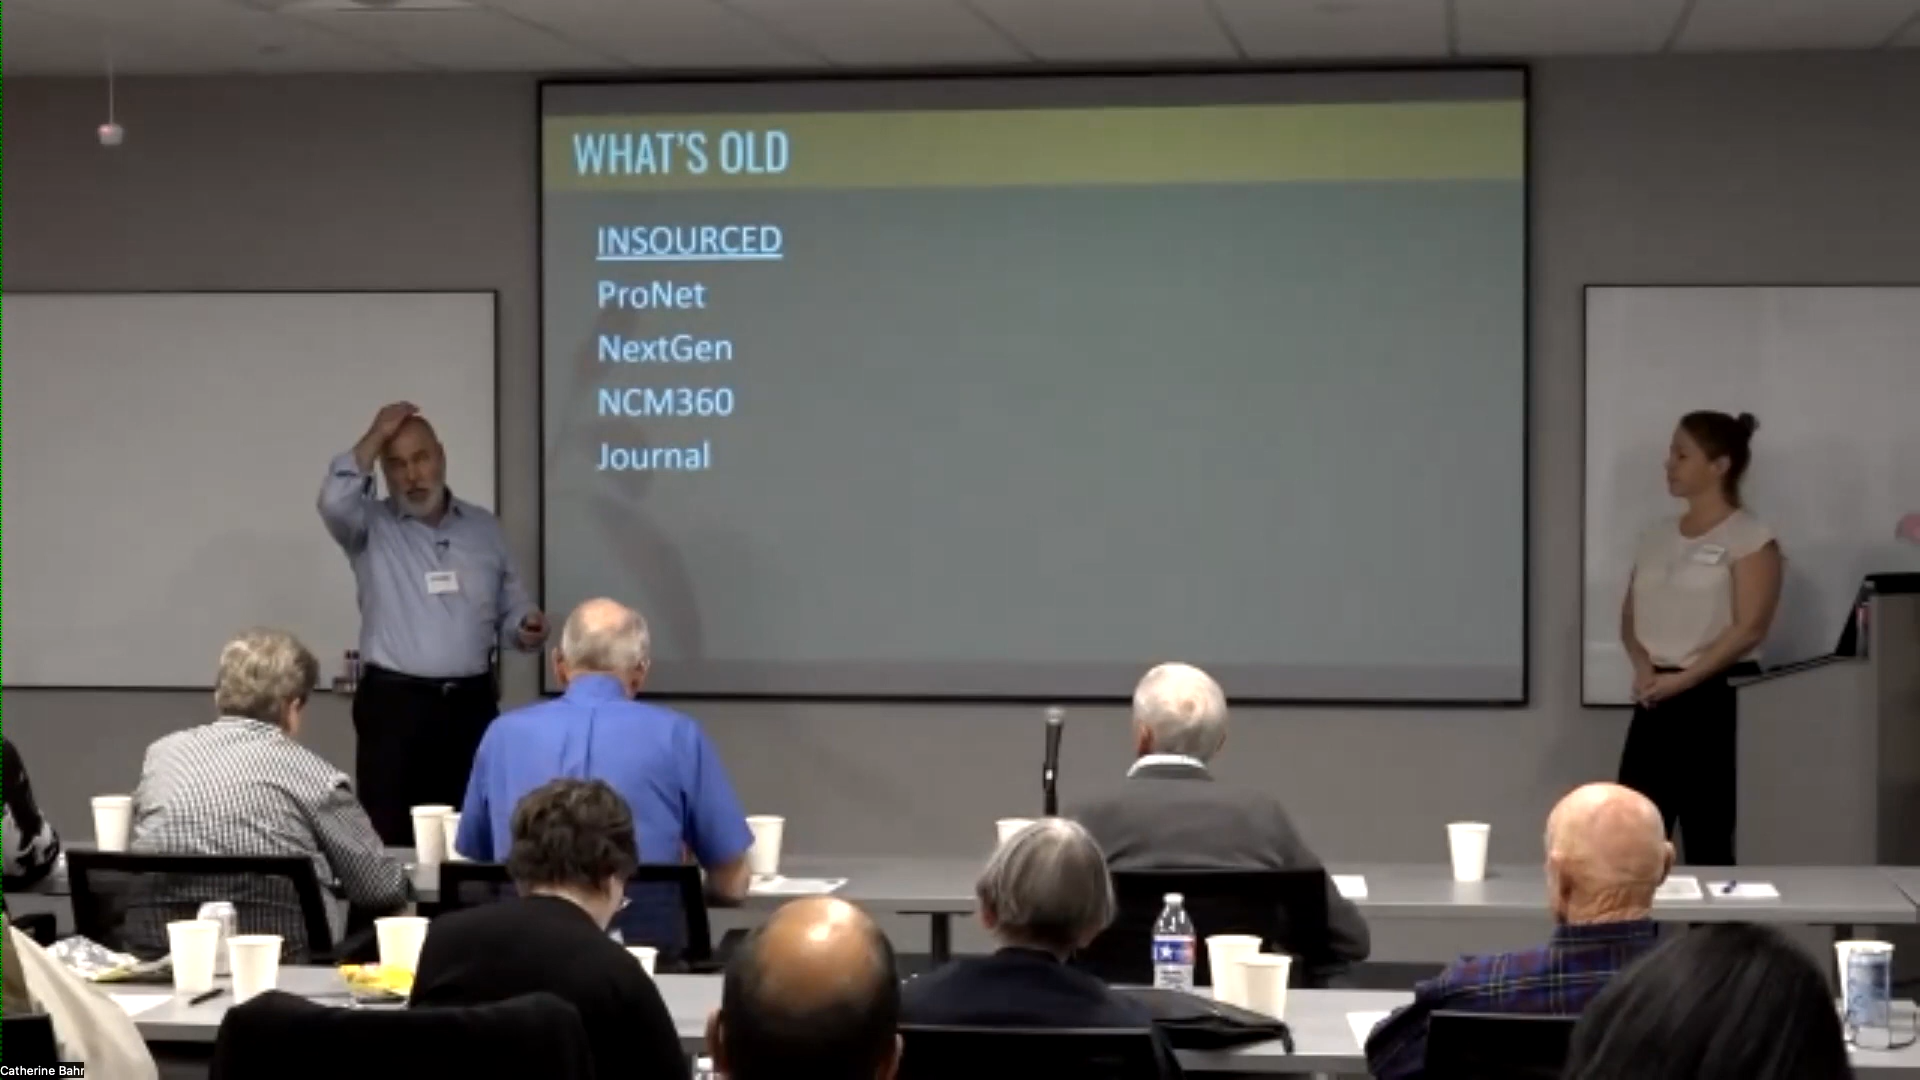 WHAT'S OLD
INSOURCED
ProNet
NextGen
NCM360
Journal
Catherine Bahr